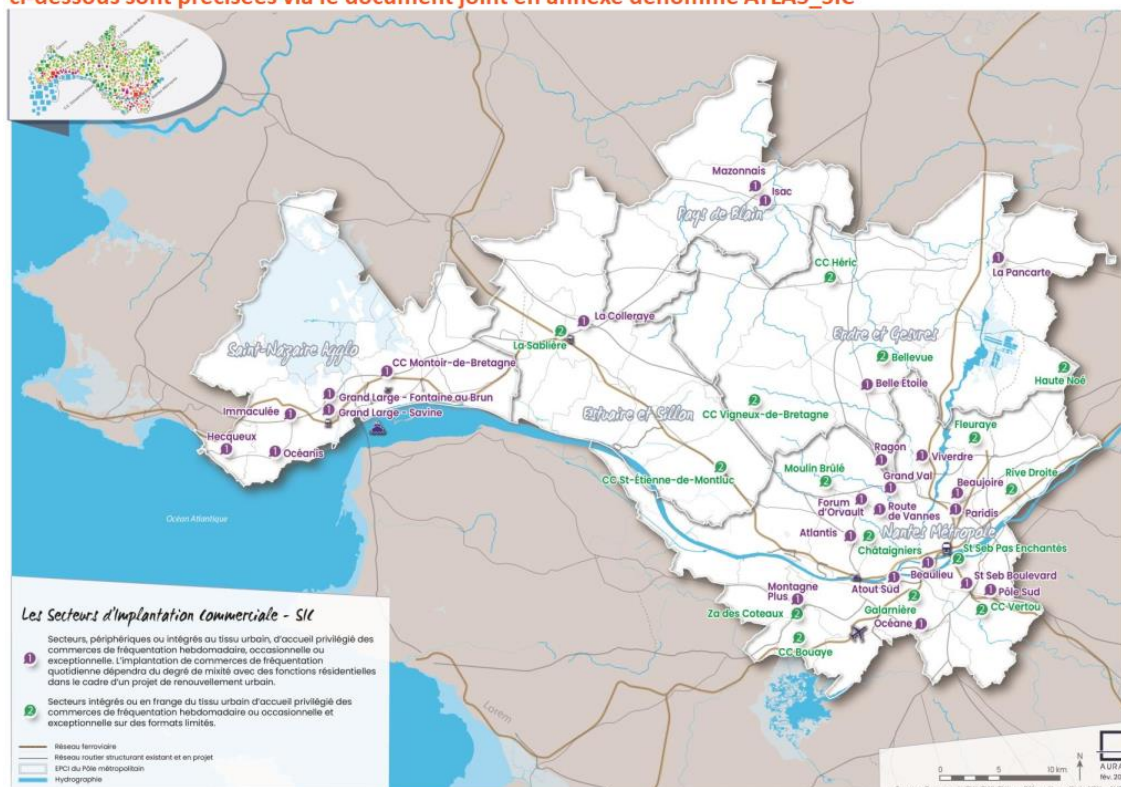 ci-dessous sont précisées via le document joint en annexe dénommé ATLAS_SIC
Mazonnais
Isac
Pays de Blain
CC Héric
La Pancarte
La Colleraye
La Sablière
Erdre et Gesvres
Bellevue
Belle Étoile
Haute Noé
Saint-Nazaire Agglo
CC Montoir-de-Bretagne
Grand Large - Fontaine au Brun
Grand Large - Savine
Immaculée
Hecqueux
Océanis
Estuaire et Sillon
CC Vigneux-de-Bretagne
Fleuraye
Ragon
Viverdre
Moulin Brûlé
Grand Val
Beaujoire
Rive Droite
CC St-Étienne-de-Montluc
Forum d'Orvault
Route de Vannes
Paridis
Atlantis
Nantes Métropole
Châtaigniers
St Seb Pas Enchantés
Beaulieu
St Seb Boulevard
Montagne Plus
Atout Sud
Pôle Sud
Za des Coteaux
Galarnière
CC Vertou
Océane
CC Bouaye
Océan Atlantique
Les Secteurs d'Implantation Commerciale - SIC
1
Secteurs, périphériques ou intégrés au tissu urbain, d'accueil privilégié des
commerces de fréquentation hebdomadaire, occasionnelle ou
exceptionnelle. L'implantation de commerces de fréquentation
quotidienne dépendra du degré de mixité avec des fonctions résidentielles
dans le cadre d'un projet de renouvellement urbain.
2
Secteurs intégrés ou en frange du tissu urbain d'accueil privilégié des
commerces de fréquentation hebdomadaire ou occasionnelle et
exceptionnelle sur des formats limités.
Réseau ferroviaire
Réseau routier structurant existant et en projet
EPCI du Pôle métropolitain
Hydrographie
0 5 10 km
N
AURA